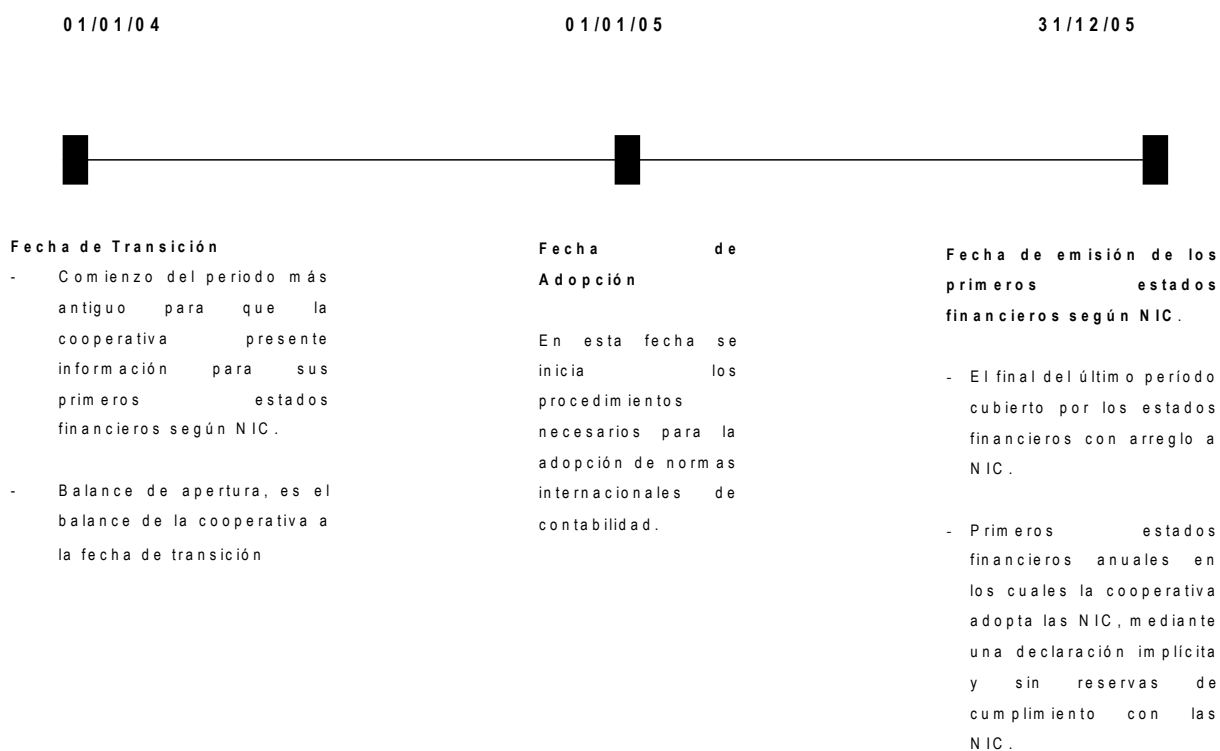 01/01/04
01/01/05
31/12/05
Fecha de Transición
- Comienzo del periodo más
antiguo para que la
cooperativa presente
información para sus
primeros estados
financieros según NIC.
- Balance de apertura, es el
balance de la cooperativa a
la fecha de transición
Fecha de
Adopción
En esta fecha se
inicia los
procedimientos
necesarios para la
adopción de normas
internacionales de
contabilidad.
Fecha de emisión de los
primeros estados
financieros según NIC.
- El final del último período
cubierto por los estados
financieros con arreglo a
NIC.
- Primeros estados
financieros anuales en
los cuales la cooperativa
adopta las NIC, mediante
una declaración implícita
y sin reservas de
cumplimiento con las
NIC.